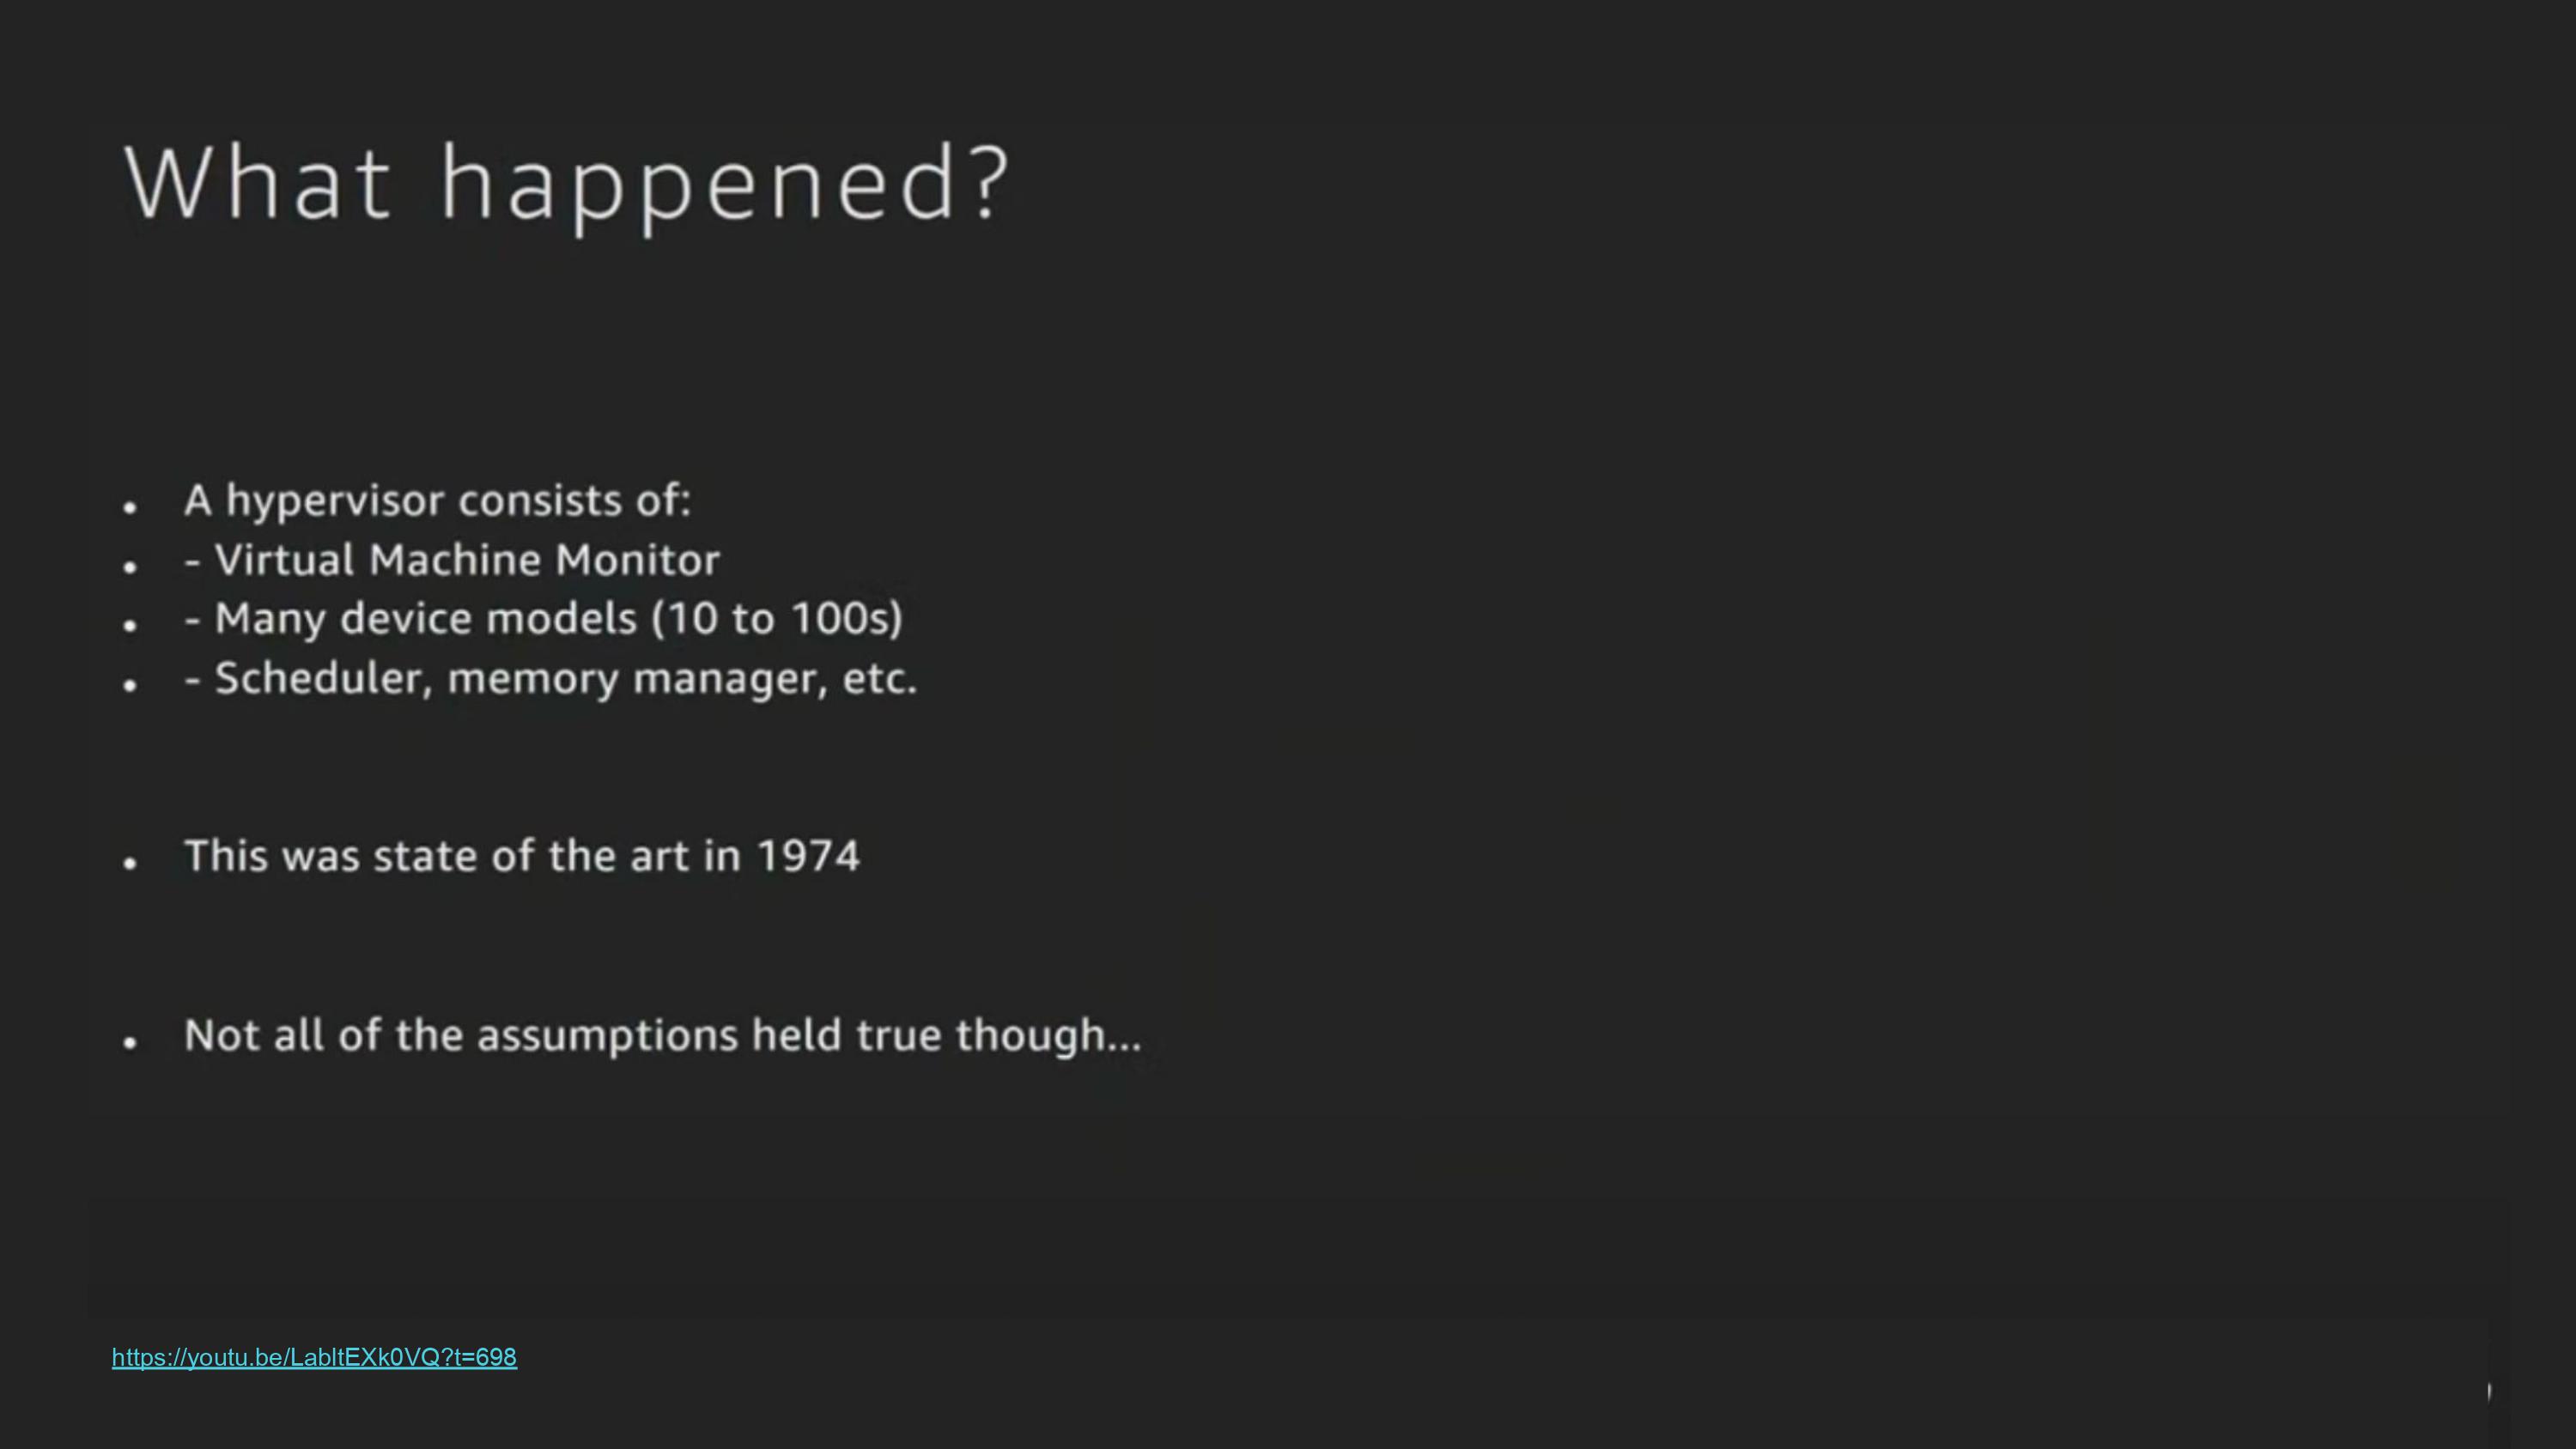 What happened?
• A hypervisor consists of:
• - Virtual Machine Monitor
• - Many device models (10 to 100s)
• - Scheduler, memory manager, etc.
• This was state of the art in 1974
• Not all of the assumptions held true though...
https://youtu.be/LabltEXk0VQ?t=698